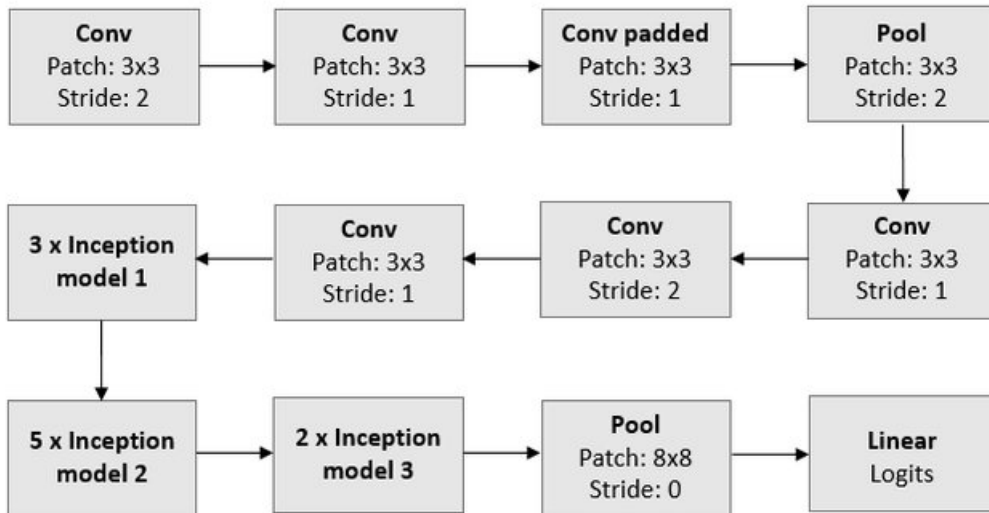 Conv
Patch: 3x3
Stride: 2
Conv
Patch: 3x3
Stride: 1
Conv padded
Patch: 3x3
Stride: 1
Pool
Patch: 3x3
Stride: 2
Conv
Patch: 3x3
Stride: 1
Conv
Patch: 3x3
Stride: 2
Conv
Patch: 3x3
Stride: 1
3 x Inception
model 1
5 x Inception
model 2
2 x Inception
model 3
Pool
Patch: 8x8
Stride: 0
Linear
Logits